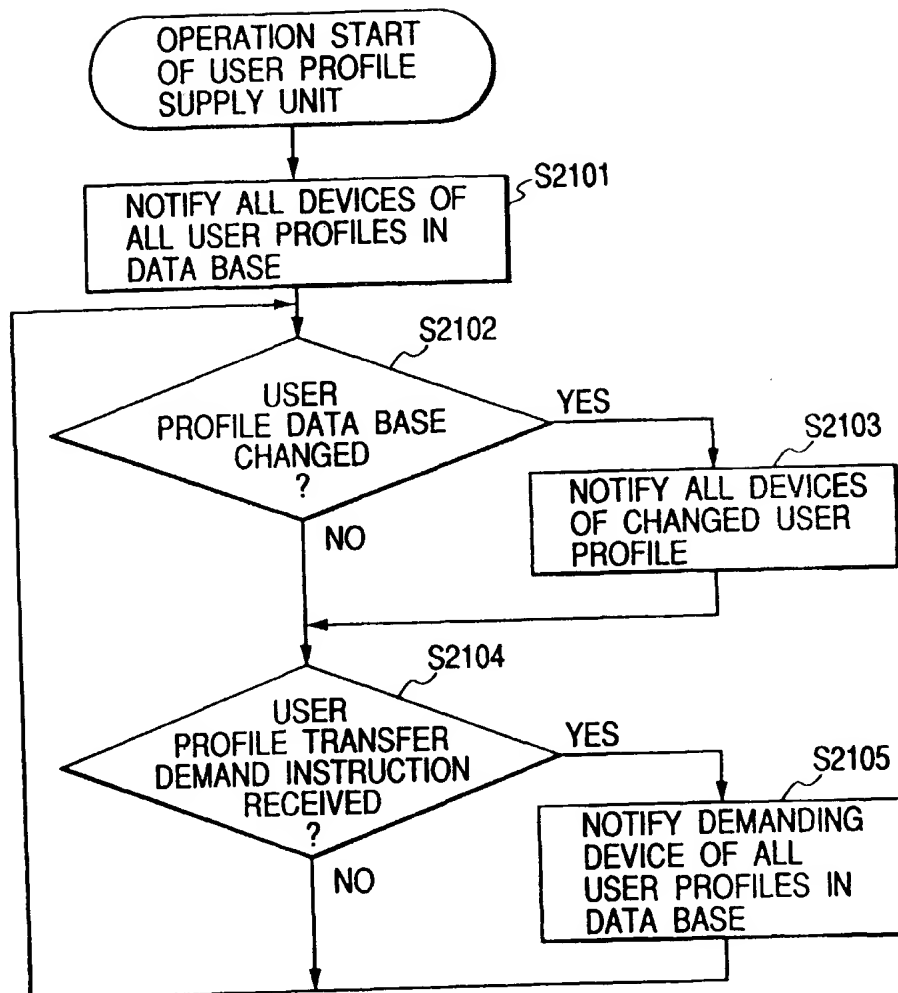 OPERATION START
OF USER PROFILE
SUPPLY UNIT
S2101
NOTIFY ALL DEVICES OF
ALL USER PROFILES IN
DATA BASE
S2102
USER
PROFILE DATA BASE
CHANGED
?
YES
NO
S2103
NOTIFY ALL DEVICES
OF CHANGED USER
PROFILE
S2104
USER
PROFILE TRANSFER
DEMAND INSTRUCTION
RECEIVED
?
YES
NO
S2105
NOTIFY DEMANDING
DEVICE OF ALL
USER PROFILES IN
DATA BASE